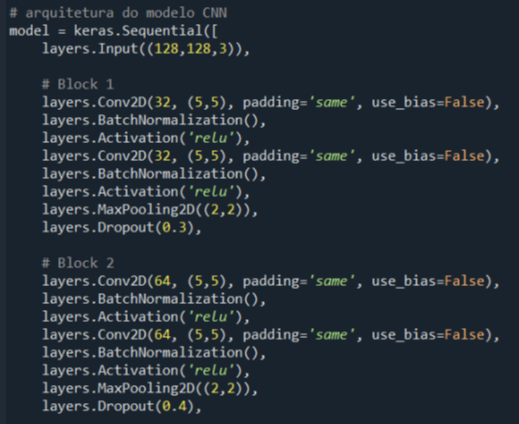 # arquitetura do modelo CNN
model = keras.Sequential([
    layers.Input((128,128,3)),

    # Block 1
    layers.Conv2D(32, (5,5), padding='same', use_bias=False),
    layers.BatchNormalization(),
    layers.Activation('relu'),
    layers.Conv2D(32, (5,5), padding='same', use_bias=False),
    layers.BatchNormalization(),
    layers.Activation('relu'),
    layers.MaxPooling2D((2,2)),
    layers.Dropout(0.3),

    # Block 2
    layers.Conv2D(64, (5,5), padding='same', use_bias=False),
    layers.BatchNormalization(),
    layers.Activation('relu'),
    layers.Conv2D(64, (5,5), padding='same', use_bias=False),
    layers.BatchNormalization(),
    layers.Activation('relu'),
    layers.MaxPooling2D((2,2)),
    layers.Dropout(0.4),